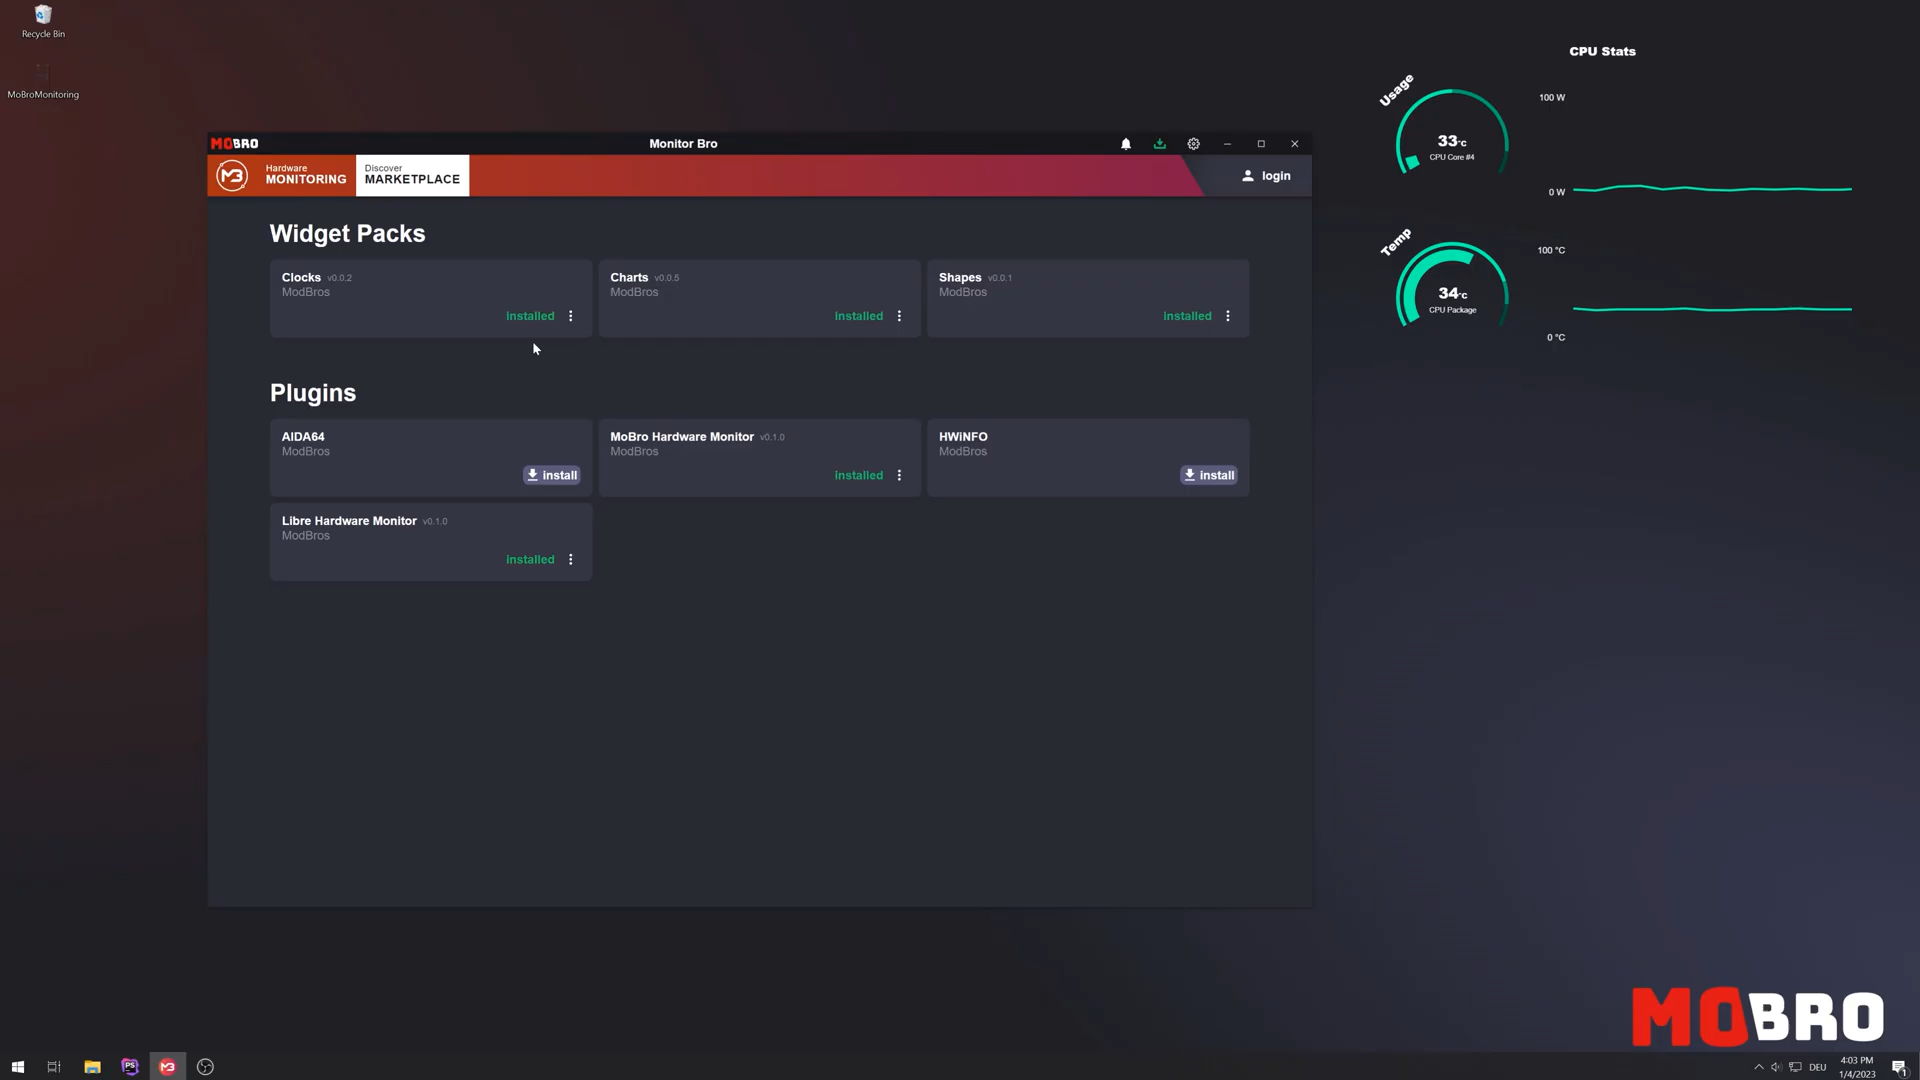 Recycle Bin
MoBroMonitoring
MOBRO
Monitor Bro
Hardware
MONITORING
Discover
MARKETPLACE
login
Widget Packs
Clocks v0.0.2
ModBros
installed
Charts v0.0.5
ModBros
installed
Shapes v0.0.1
ModBros
installed
Plugins
AIDA64
ModBros
install
MoBro Hardware Monitor v0.1.0
ModBros
installed
HWiNFO
ModBros
install
Libre Hardware Monitor v0.1.0
ModBros
installed
CPU Stats
Usage
33°C
CPU Core #4
100 W
0 W
Temp
34°C
CPU Package
100 °C
0 °C
MOBRO
PS
DEU
4:03 PM
1/4/2023
1